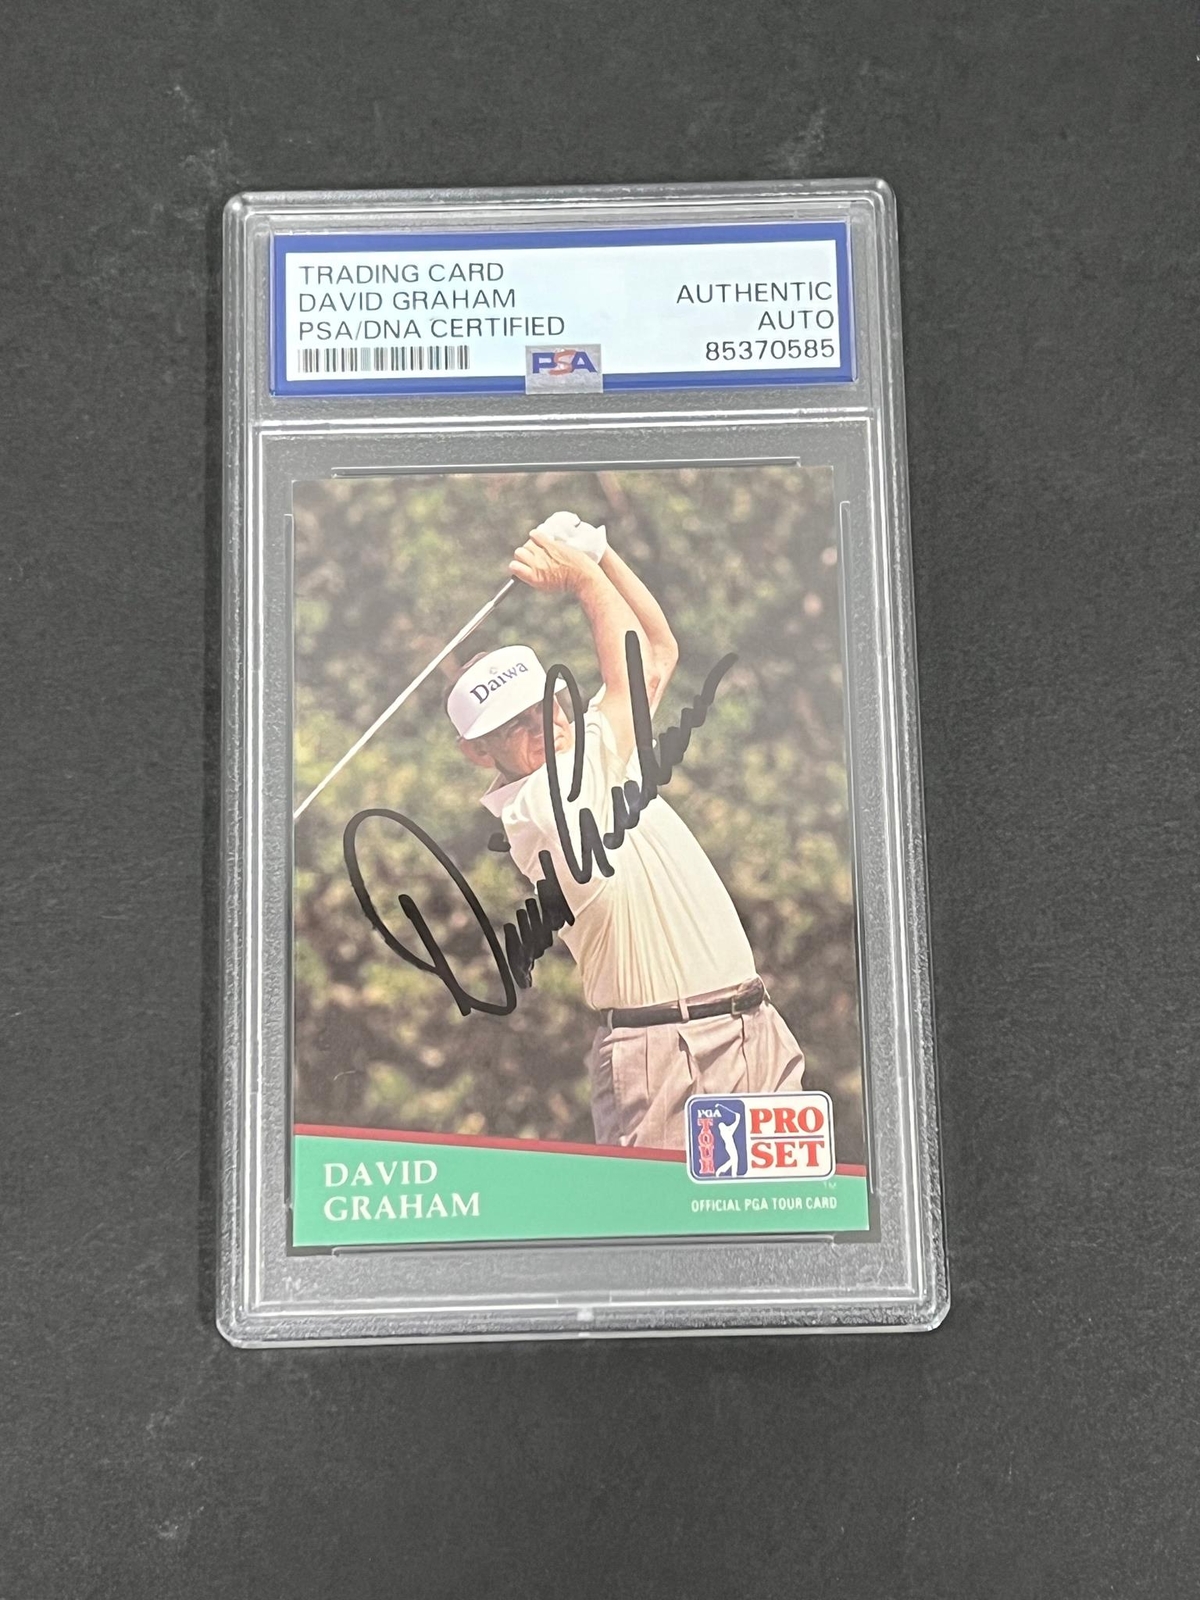 TRADING CARD
DAVID GRAHAM
PSA/DNA CERTIFIED
AUTHENTIC
AUTO
85370585
PSA
Daiwa
David Graham
PGA
TOUR
PRO
SET
TM
DAVID
GRAHAM
OFFICIAL PGA TOUR CARD